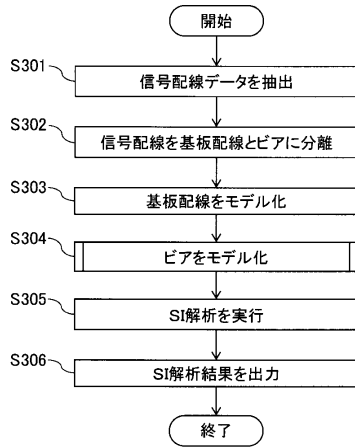 開始
S301
信号配線データを抽出
S302
信号配線を基板配線とビアに分離
S303
基板配線をモデル化
S304
ビアをモデル化
S305
SI解析を実行
S306
SI解析結果を出力
終了